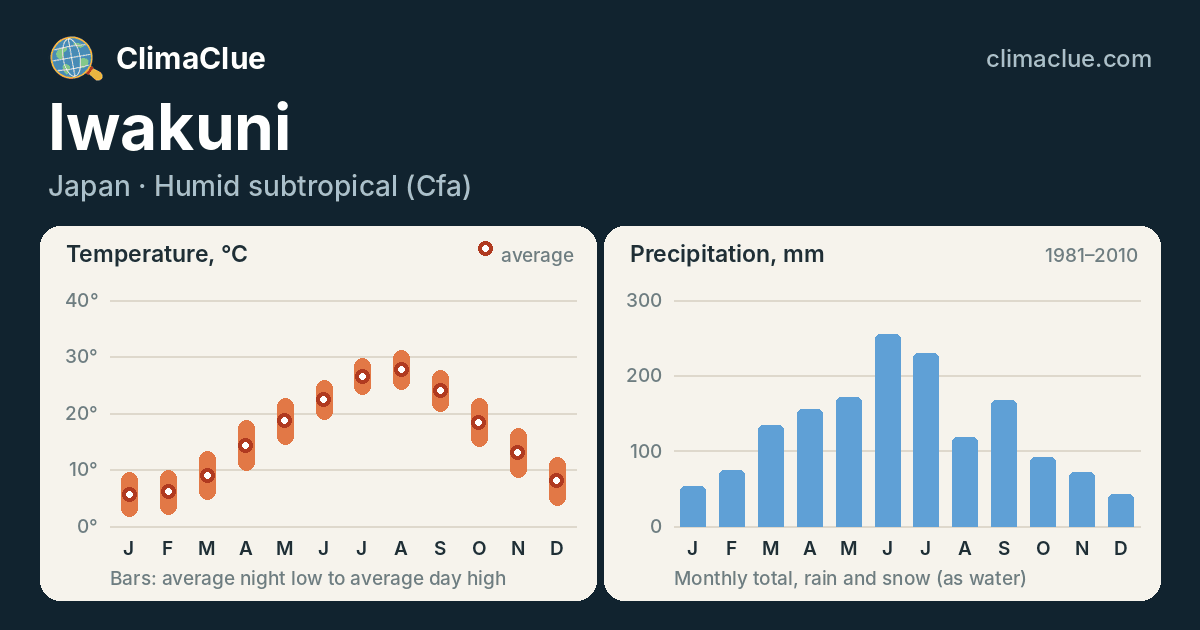 ClimaClue
climaclue.com
Iwakuni
Japan · Humid subtropical (Cfa)
Temperature, °C
average
40°
30°
20°
10°
0°
J F M A M J J A S O N D
Bars: average night low to average day high
Precipitation, mm
1981–2010
300
200
100
0
J F M A M J J A S O N D
Monthly total, rain and snow (as water)